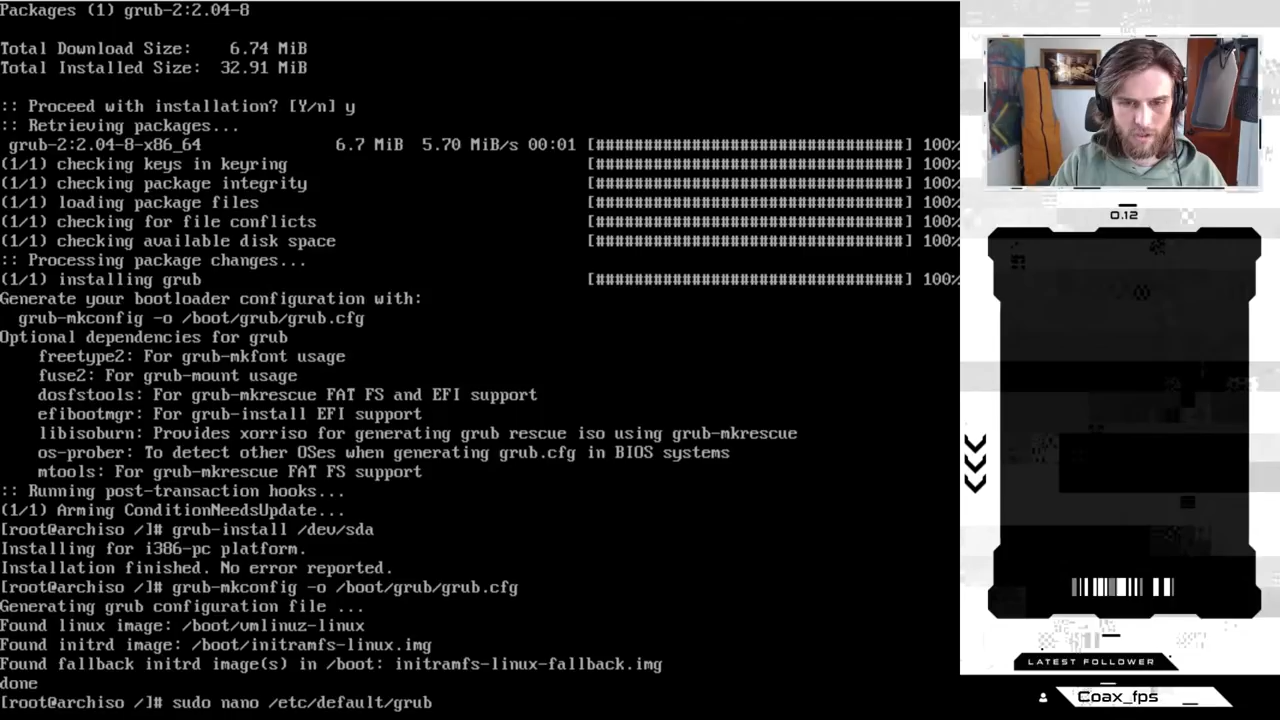 Packages (1) grub-2:2.04-8
Total Download Size:    6.74 MiB
Total Installed Size:  32.91 MiB
:: Proceed with installation? [Y/n] y
:: Retrieving packages...
grub-2:2.04-8-x86_64 6.7 MiB 5.70 MiB/s 00:01 [#################################] 100%
(1/1) checking keys in keyring [#################################] 100%
(1/1) checking package integrity [#################################] 100%
(1/1) loading package files [#################################] 100%
(1/1) checking for file conflicts [#################################] 100%
(1/1) checking available disk space [#################################] 100%
:: Processing package changes...
(1/1) installing grub [#################################] 100%
Generate your bootloader configuration with:
grub-mkconfig -o /boot/grub/grub.cfg
Optional dependencies for grub
freetype2: For grub-mkfont usage
fuse2: For grub-mount usage
dosfstools: For grub-mkrescue FAT FS and EFI support
efibootmgr: For grub-install EFI support
libisoburn: Provides xorriso for generating grub rescue iso using grub-mkrescue
os-prober: To detect other OSes when generating grub.cfg in BIOS systems
mtools: For grub-mkrescue FAT FS support
:: Running post-transaction hooks...
(1/1) Arming ConditionNeedsUpdate...
[root@archiso /]# grub-install /dev/sda
Installing for i386-pc platform.
Installation finished. No error reported.
[root@archiso /]# grub-mkconfig -o /boot/grub/grub.cfg
Generating grub configuration file ...
Found linux image: /boot/vmlinuz-linux
Found initrd image: /boot/initramfs-linux.img
Found fallback initrd image(s) in /boot: initramfs-linux-fallback.img
done
[root@archiso /]# sudo nano /etc/default/grub
0.12
LATEST FOLLOWER
Coax_fps